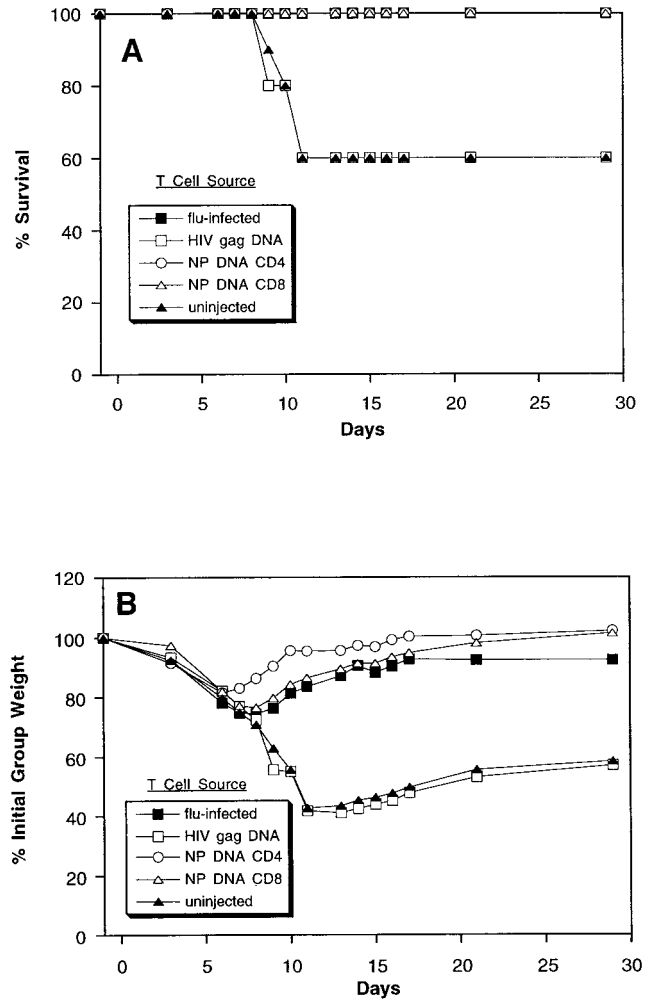 A
100
80
60
40
20
0
% Survival
T Cell Source
flu-infected
HIV gag DNA
NP DNA CD4
NP DNA CD8
uninjected
0 5 10 15 20 25 30
Days
B
120
100
80
60
40
20
0
% Initial Group Weight
T Cell Source
flu-infected
HIV gag DNA
NP DNA CD4
NP DNA CD8
uninjected
0 5 10 15 20 25 30
Days